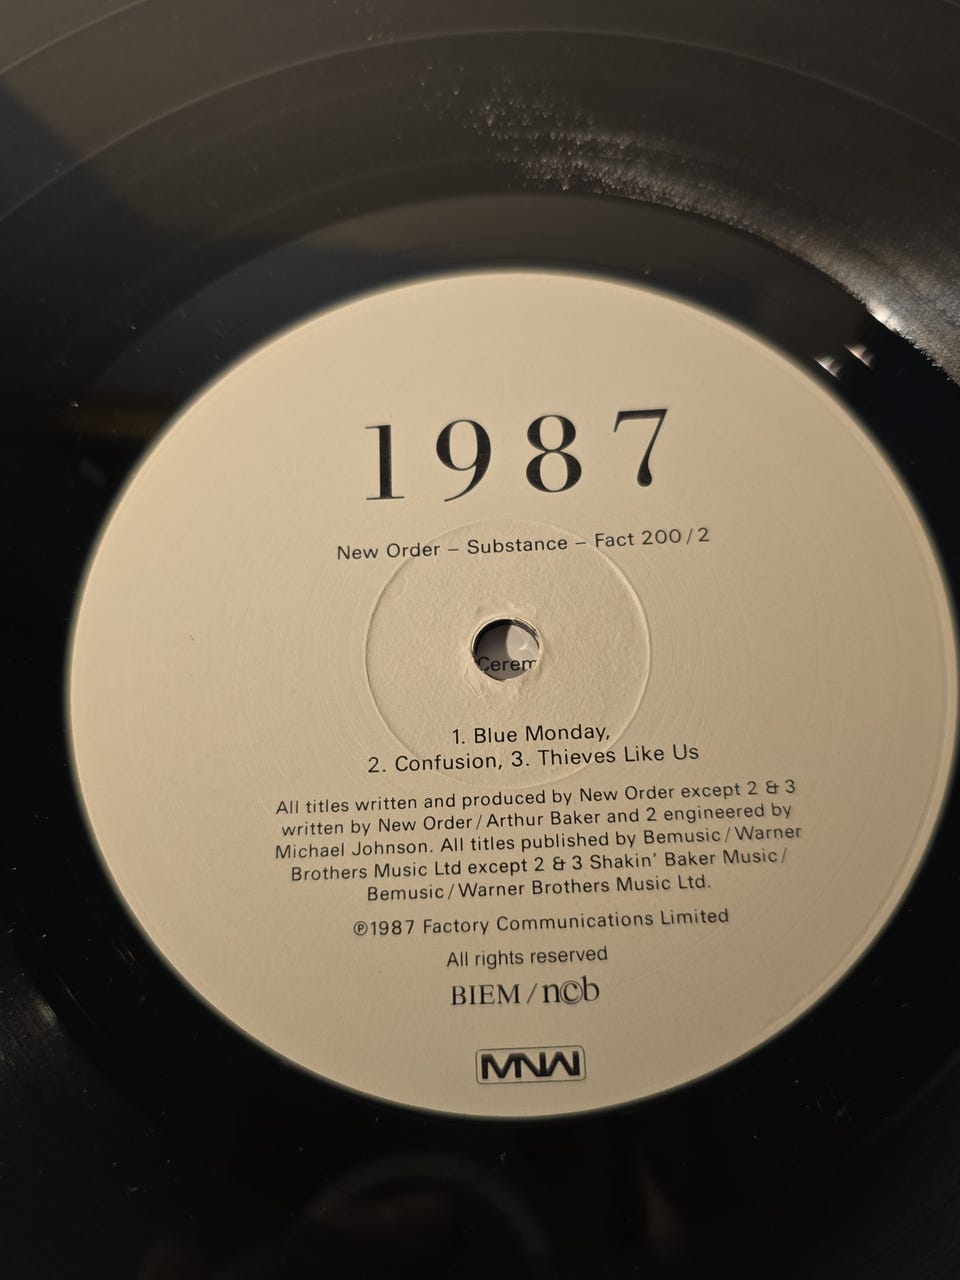 1987
New Order – Substance – Fact 200/2
Cerem
1. Blue Monday,
2. Confusion, 3. Thieves Like Us
All titles written and produced by New Order except 2 & 3
written by New Order/Arthur Baker and 2 engineered by
Michael Johnson. All titles published by Bemusic/Warner
Brothers Music Ltd except 2 & 3 Shakin' Baker Music/
Bemusic/Warner Brothers Music Ltd.
℗1987 Factory Communications Limited
All rights reserved
BIEM/n©b
MNW